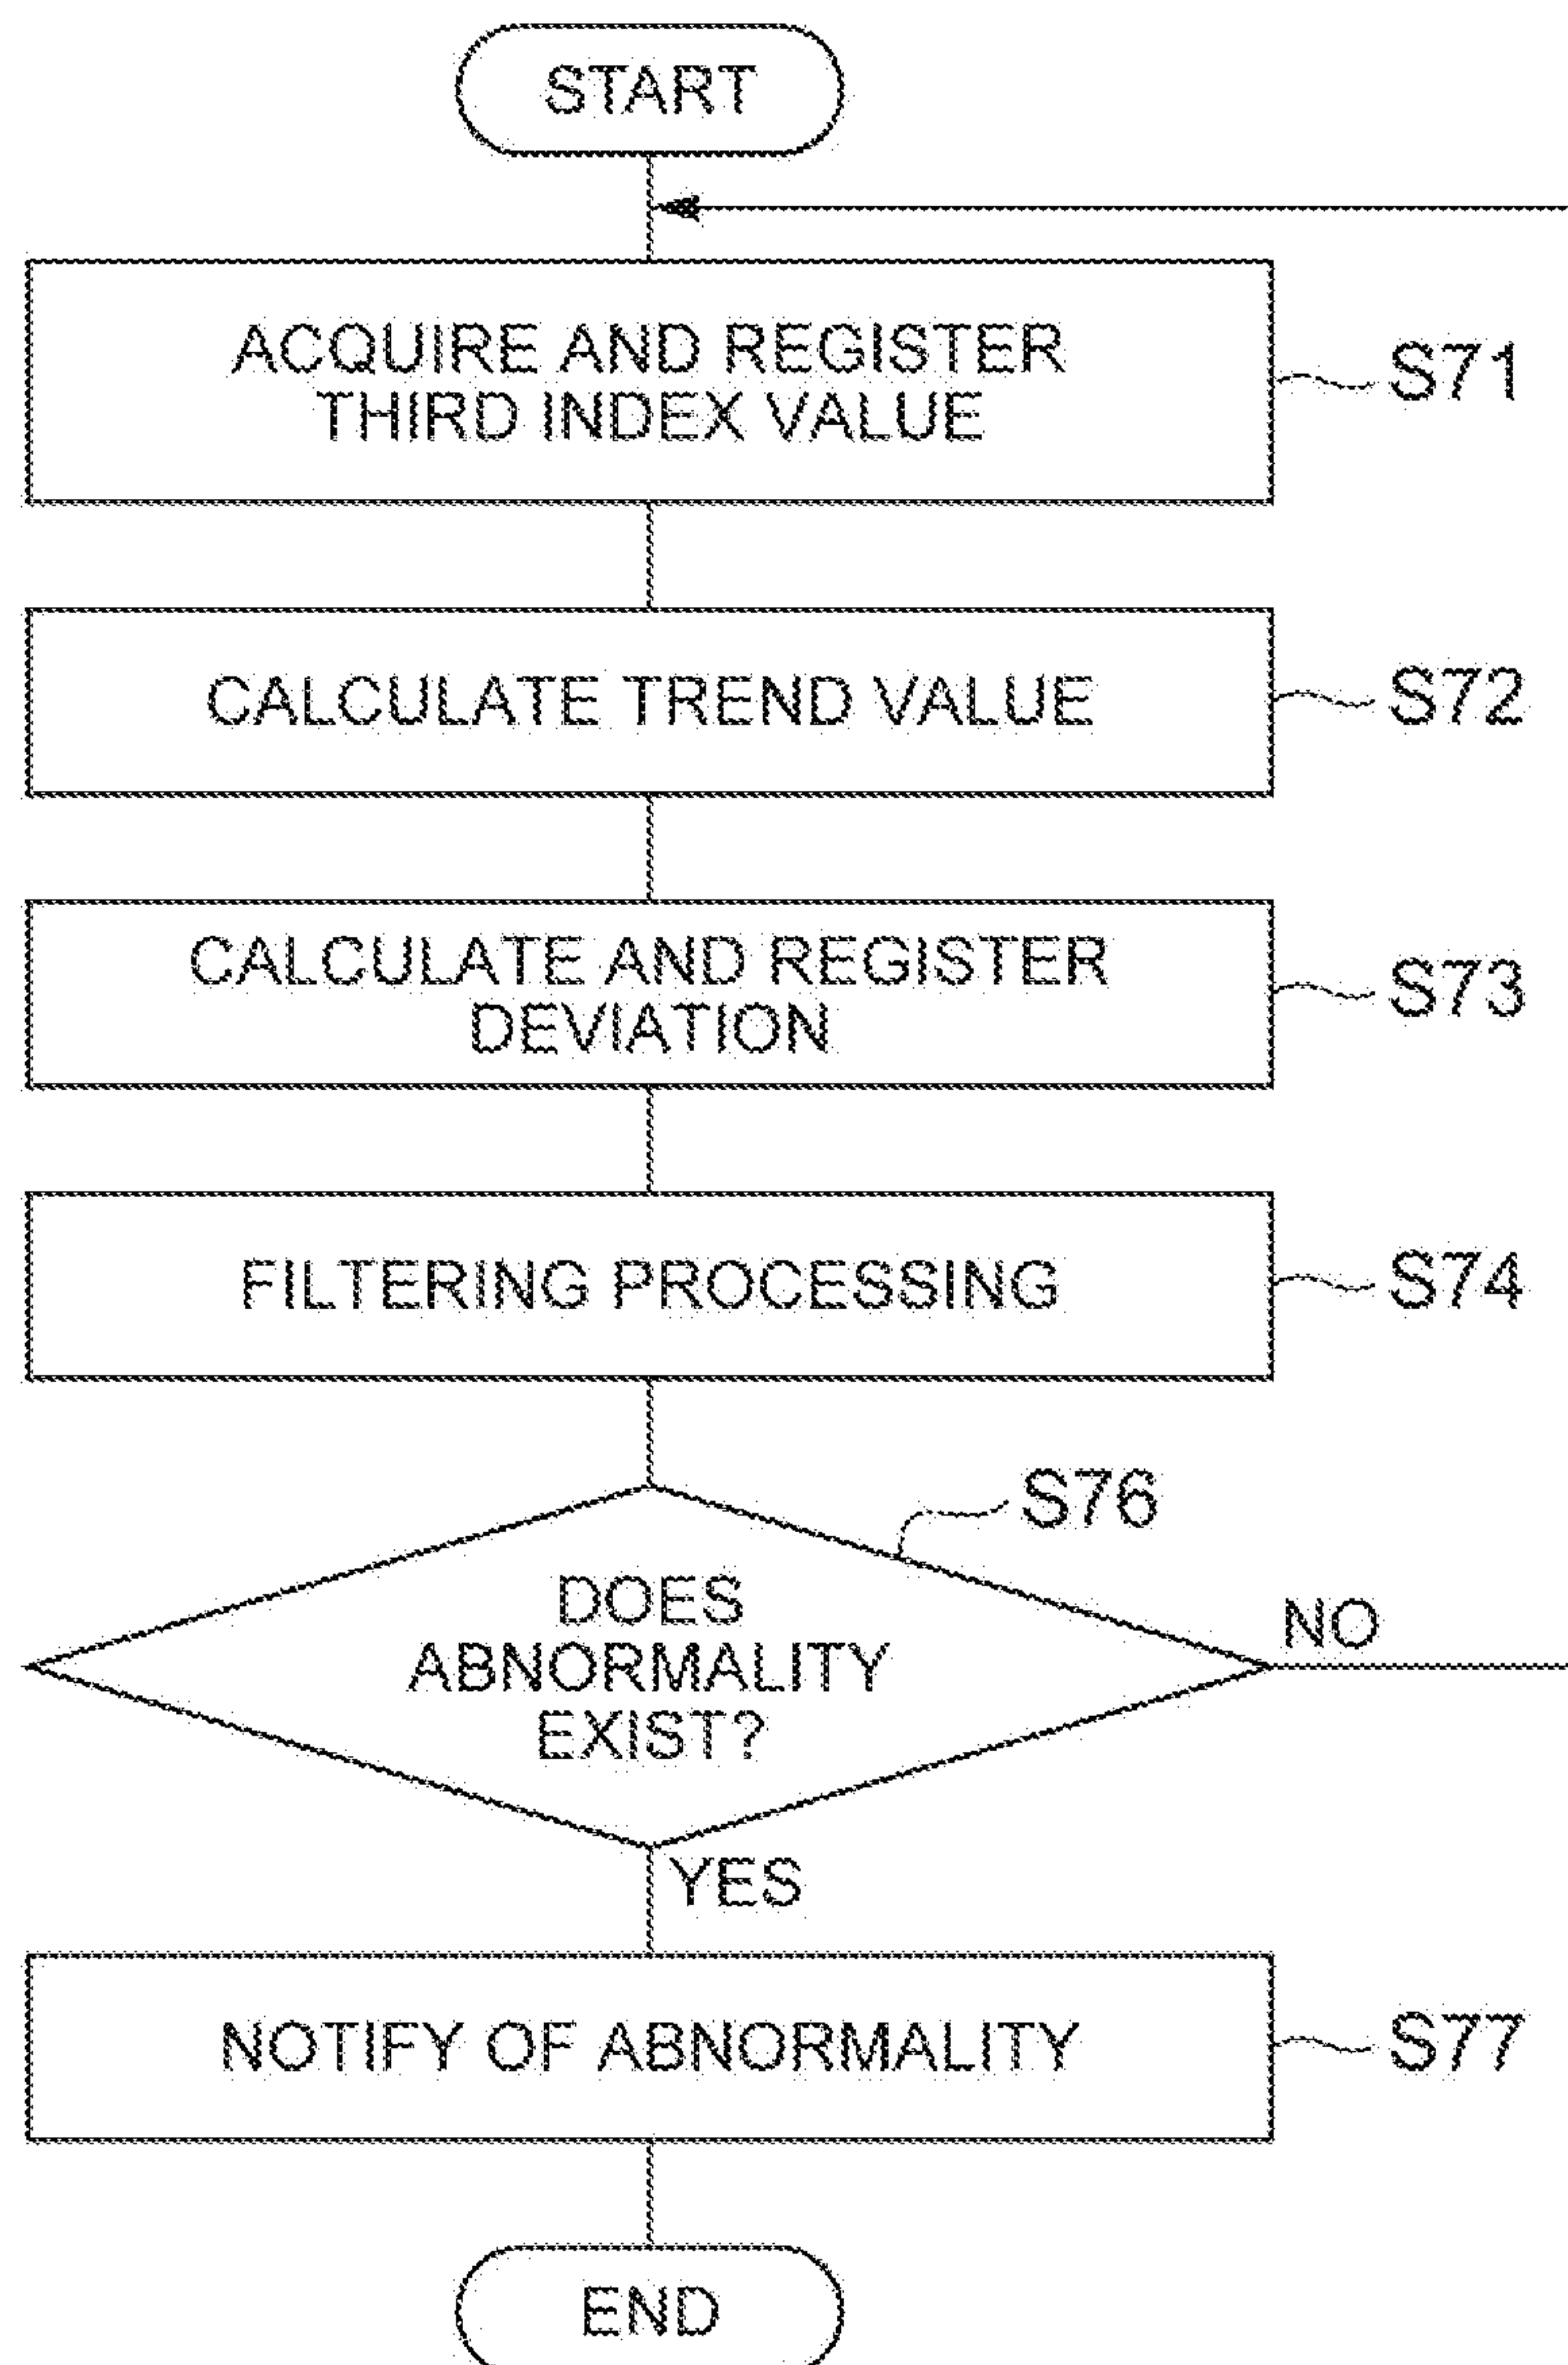 START
ACQUIRE AND REGISTER
THIRD INDEX VALUE
S71
CALCULATE TREND VALUE
S72
CALCULATE AND REGISTER
DEVIATION
S73
FILTERING PROCESSING
S74
S76
DOES
ABNORMALITY
EXIST?
NO
YES
NOTIFY OF ABNORMALITY
S77
END